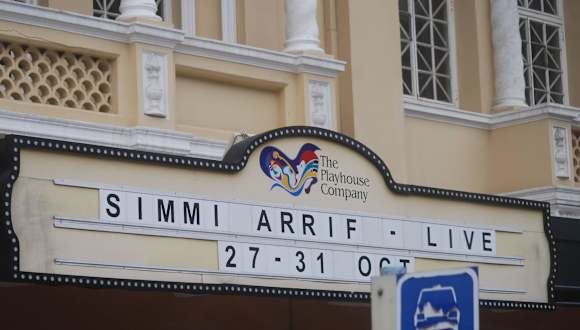 The
Playhouse
Company
SIMMI ARRIF - LIVE
27 - 31 OCT